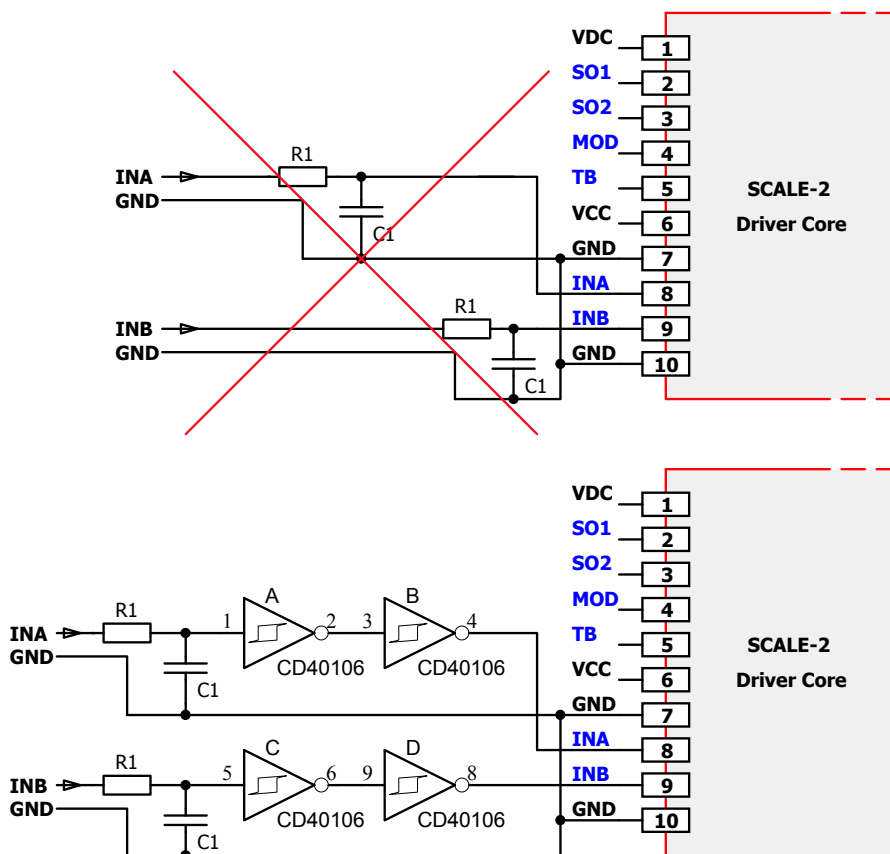 VDC
1
SO1
2
SO2
3
MOD
4
TB
5
VCC
6
GND
7
INA
8
INB
9
GND
10
SCALE-2
Driver Core
R1
INA
GND
C1
R1
INB
GND
C1
VDC
1
SO1
2
SO2
3
MOD
4
TB
5
VCC
6
GND
7
INA
8
INB
9
GND
10
SCALE-2
Driver Core
A B
R1 1 2 3 4
INA
GND
CD40106 CD40106
C1
C D
R1 5 6 9 8
INB
GND
CD40106 CD40106
C1